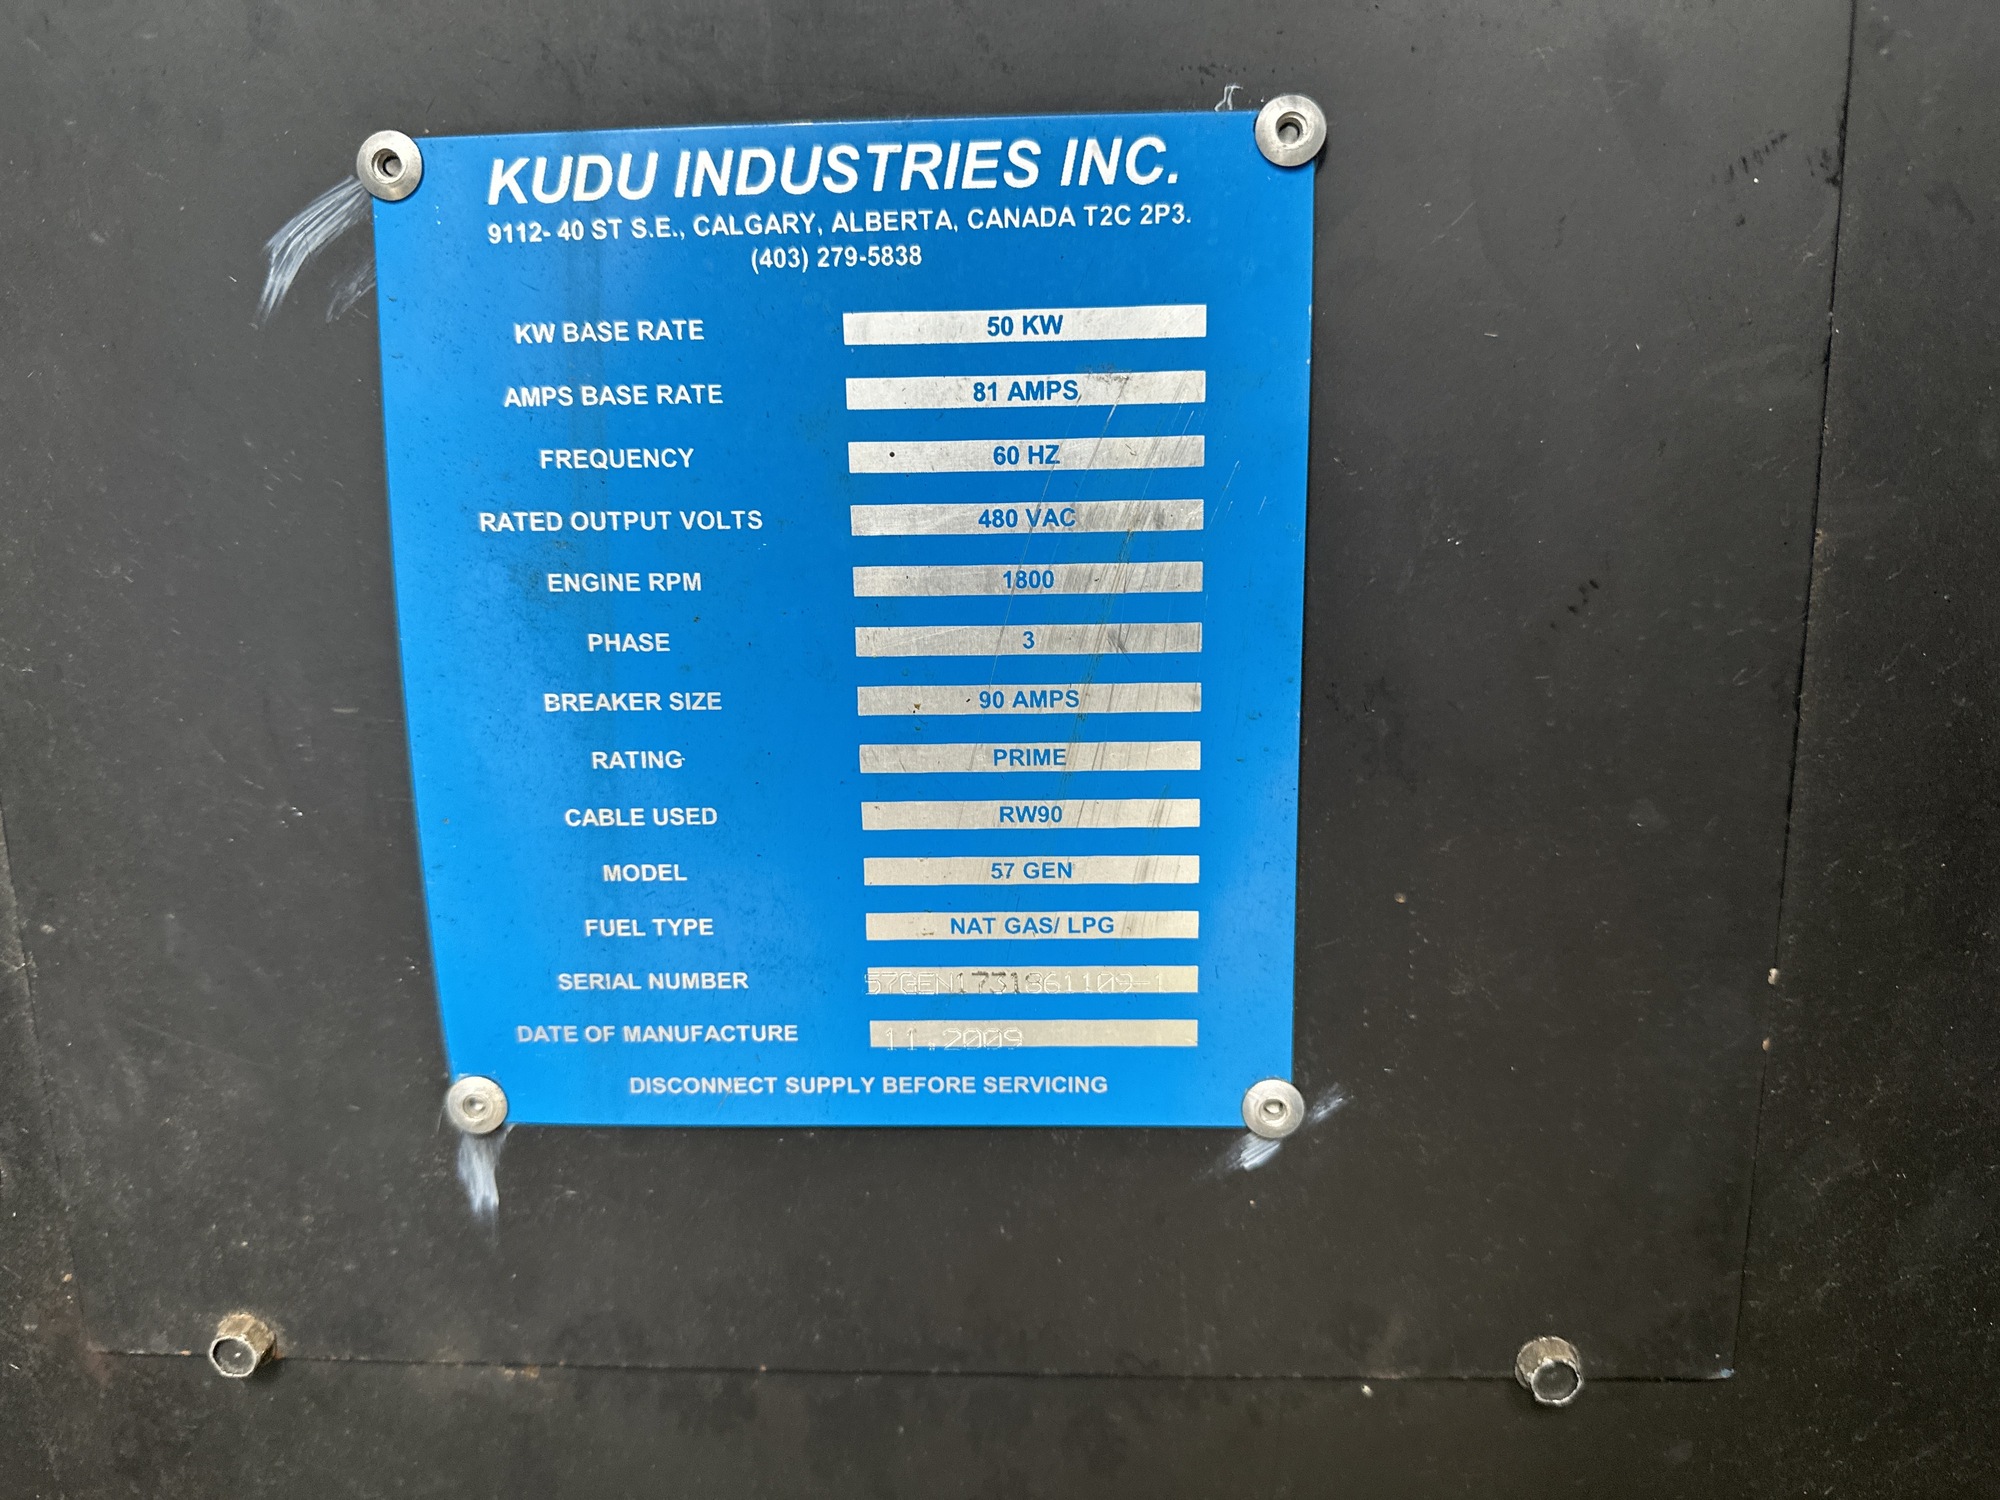 KUDU INDUSTRIES INC.
9112- 40 ST S.E., CALGARY, ALBERTA, CANADA T2C 2P3.
(403) 279-5838
KW BASE RATE 50 KW
AMPS BASE RATE 81 AMPS
FREQUENCY 60 HZ
RATED OUTPUT VOLTS 480 VAC
ENGINE RPM 1800
PHASE 3
BREAKER SIZE 90 AMPS
RATING PRIME
CABLE USED RW90
MODEL 57 GEN
FUEL TYPE NAT GAS/ LPG
SERIAL NUMBER 57GEN1731861109-1
DATE OF MANUFACTURE 11.2009
DISCONNECT SUPPLY BEFORE SERVICING